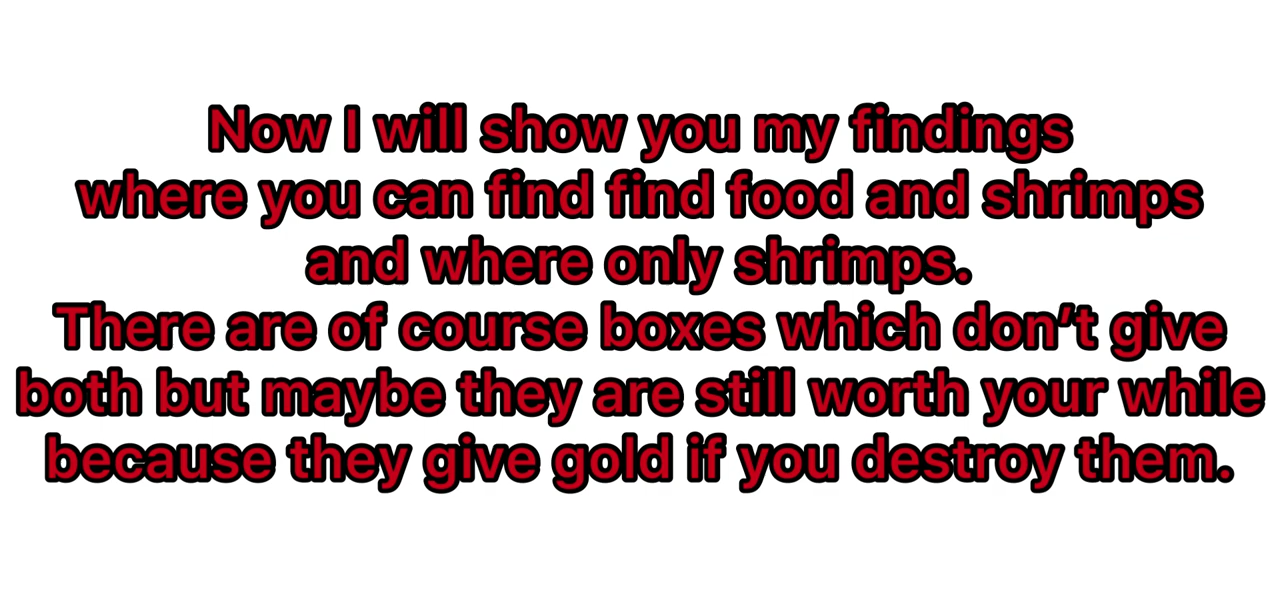 Now I will show you my findings
where you can find find food and shrimps
and where only shrimps.
There are of course boxes which don’t give
both but maybe they are still worth your while
because they give gold if you destroy them.